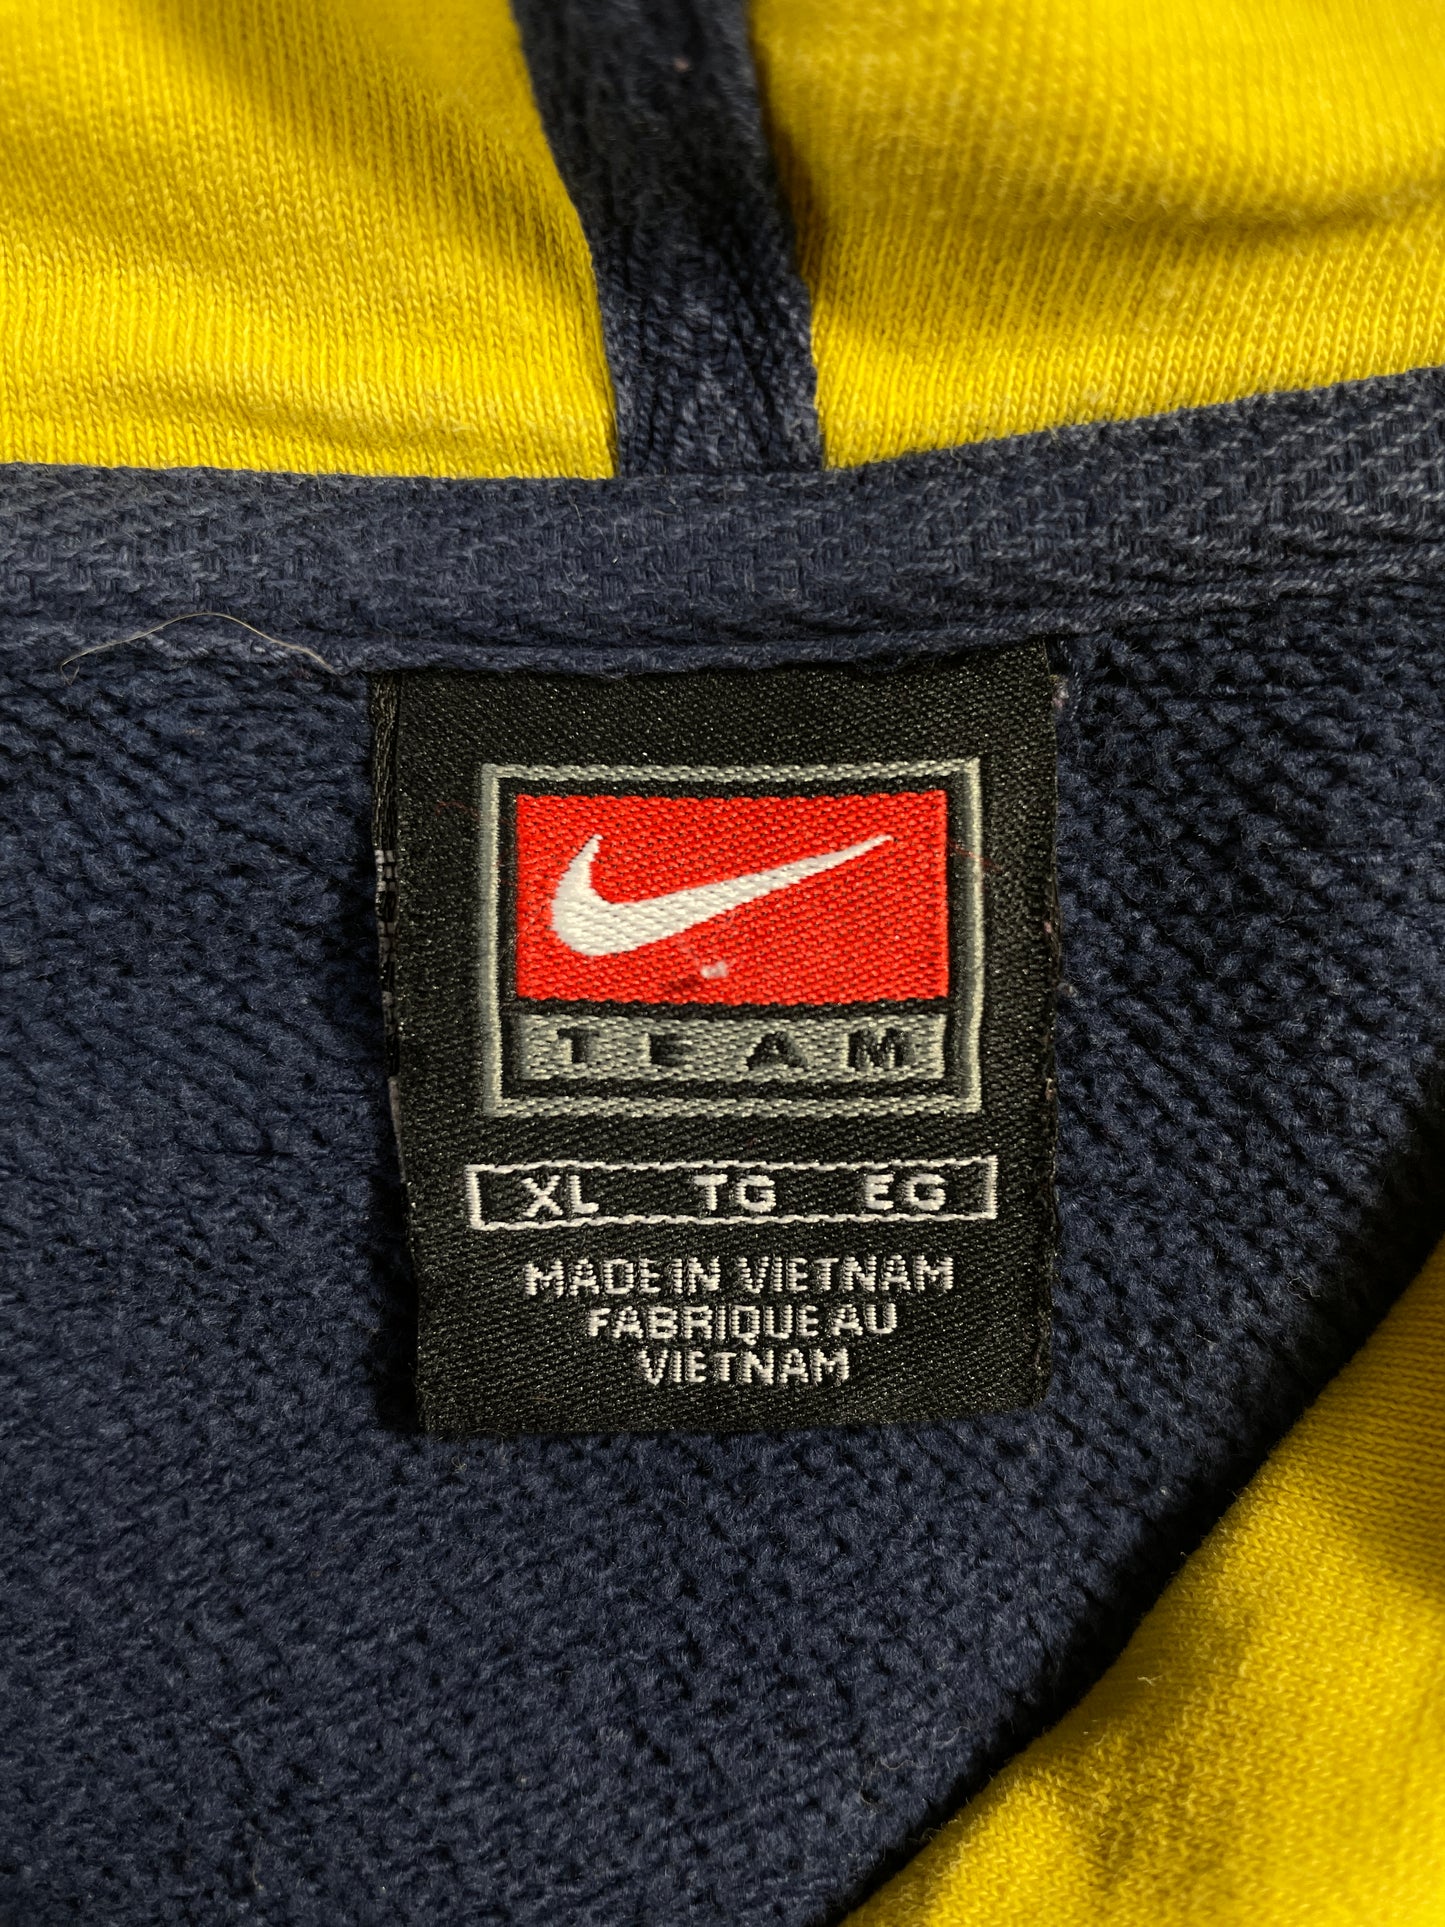 TEAM
XL TG EG
MADE IN VIETNAM
FABRIQUE AU
VIETNAM